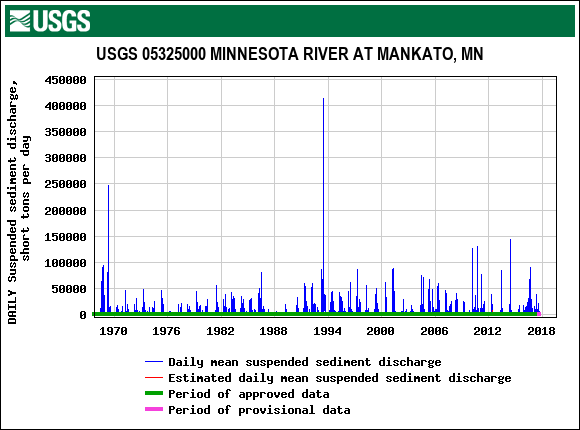 USGS
USGS 05325000 MINNESOTA RIVER AT MANKATO, MN
DAILY Suspended sediment discharge,
short tons per day
450000
400000
350000
300000
250000
200000
150000
100000
50000
0
1970 1976 1982 1988 1994 2000 2006 2012 2018
Daily mean suspended sediment discharge
Estimated daily mean suspended sediment discharge
Period of approved data
Period of provisional data